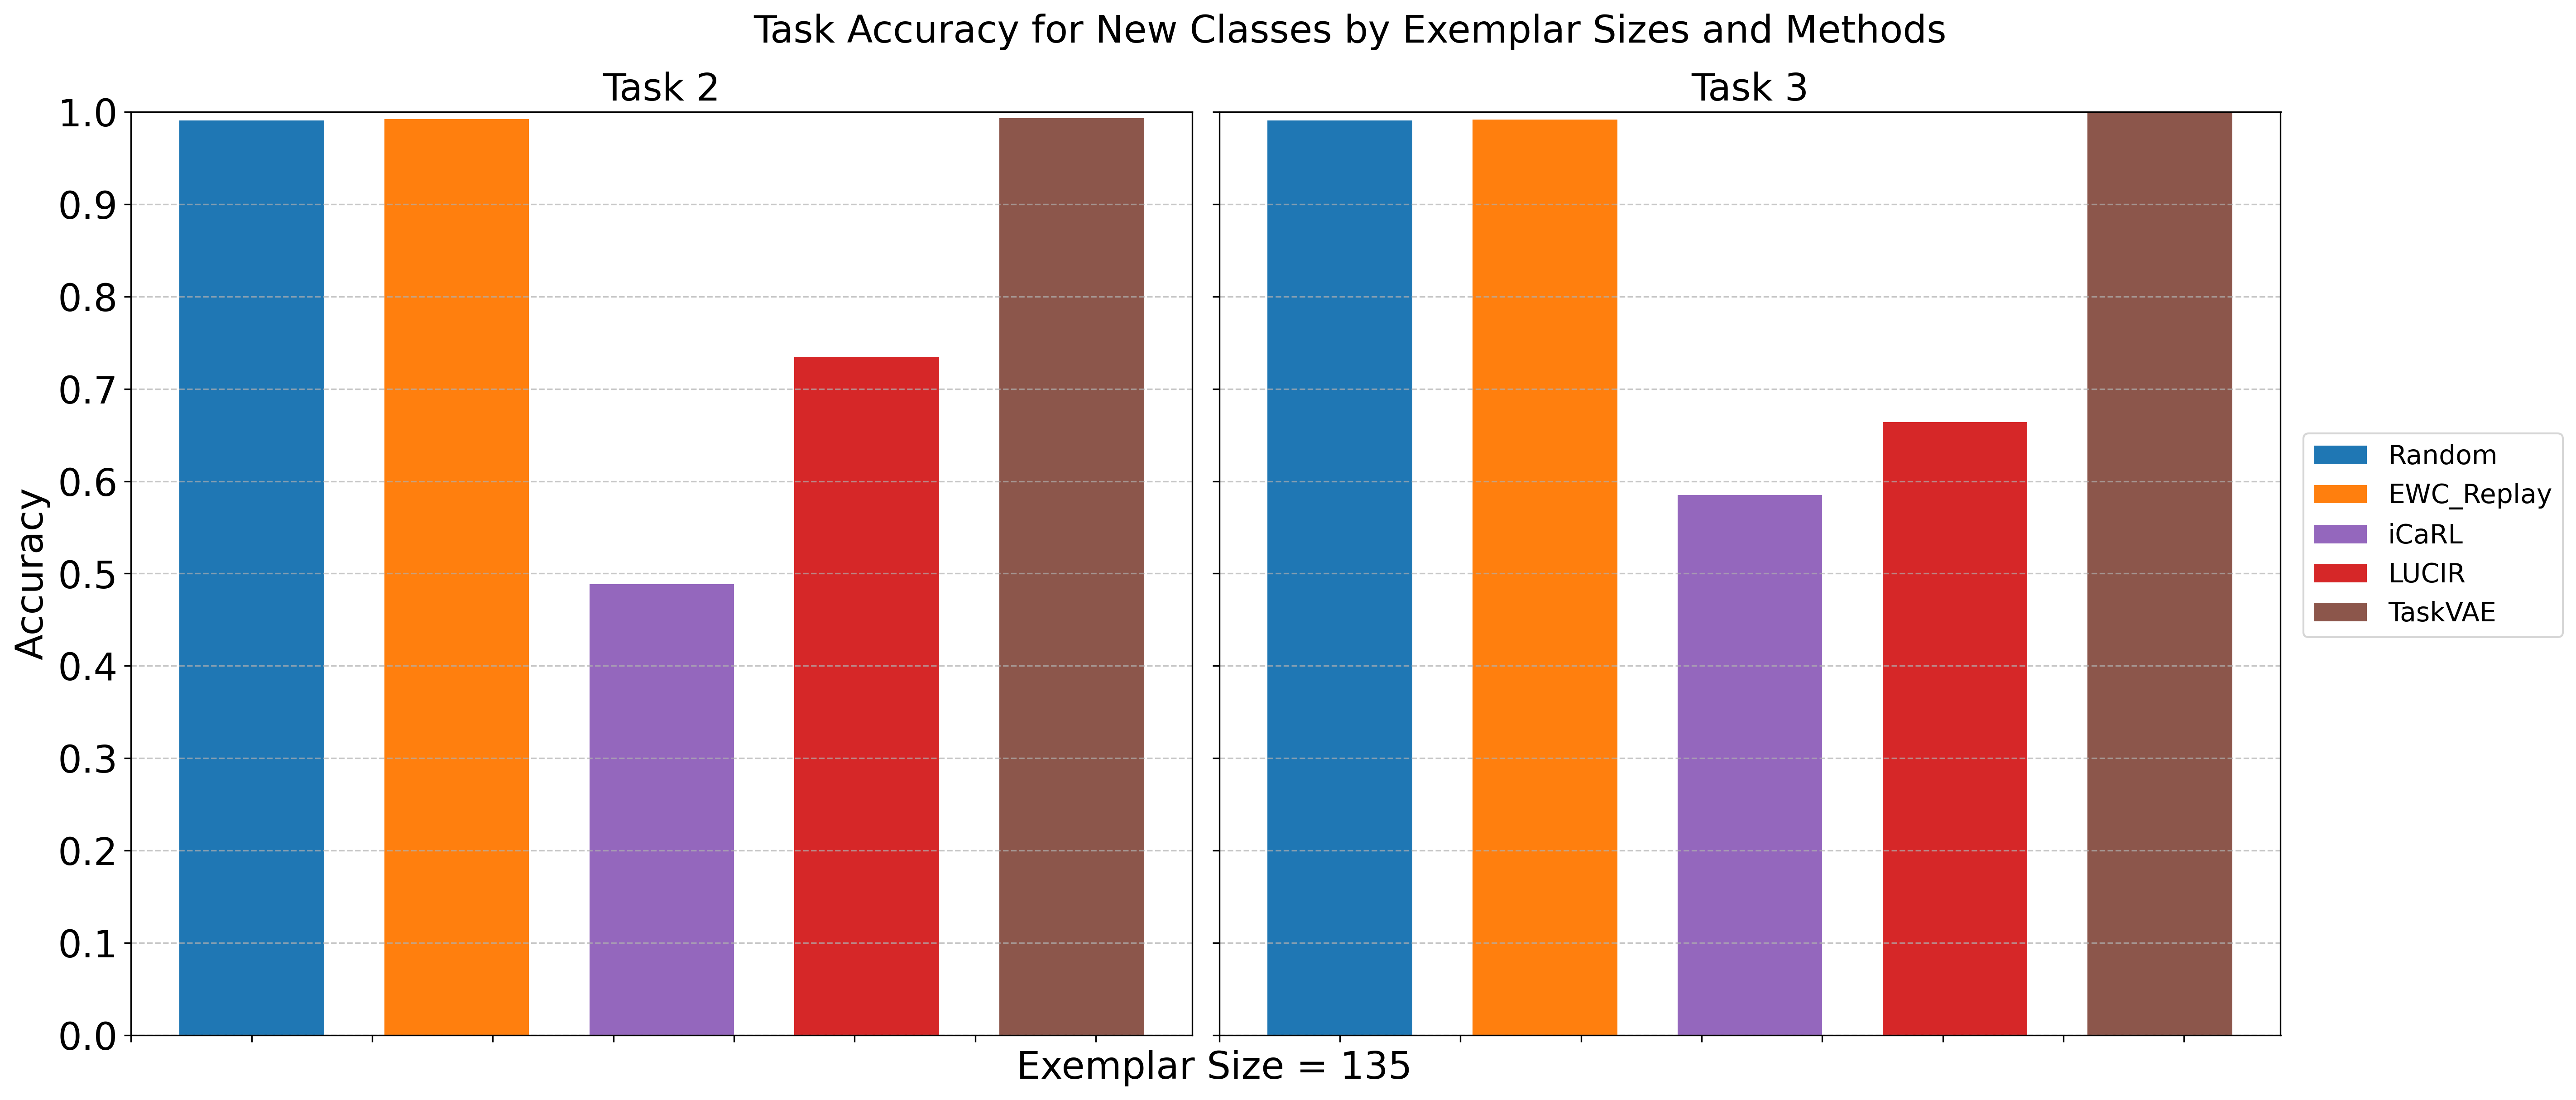 Task Accuracy for New Classes by Exemplar Sizes and Methods
Task 2
Task 3
Accuracy
1.0
0.9
0.8
0.7
0.6
0.5
0.4
0.3
0.2
0.1
0.0
Exemplar Size = 135
Random
EWC_Replay
iCaRL
LUCIR
TaskVAE